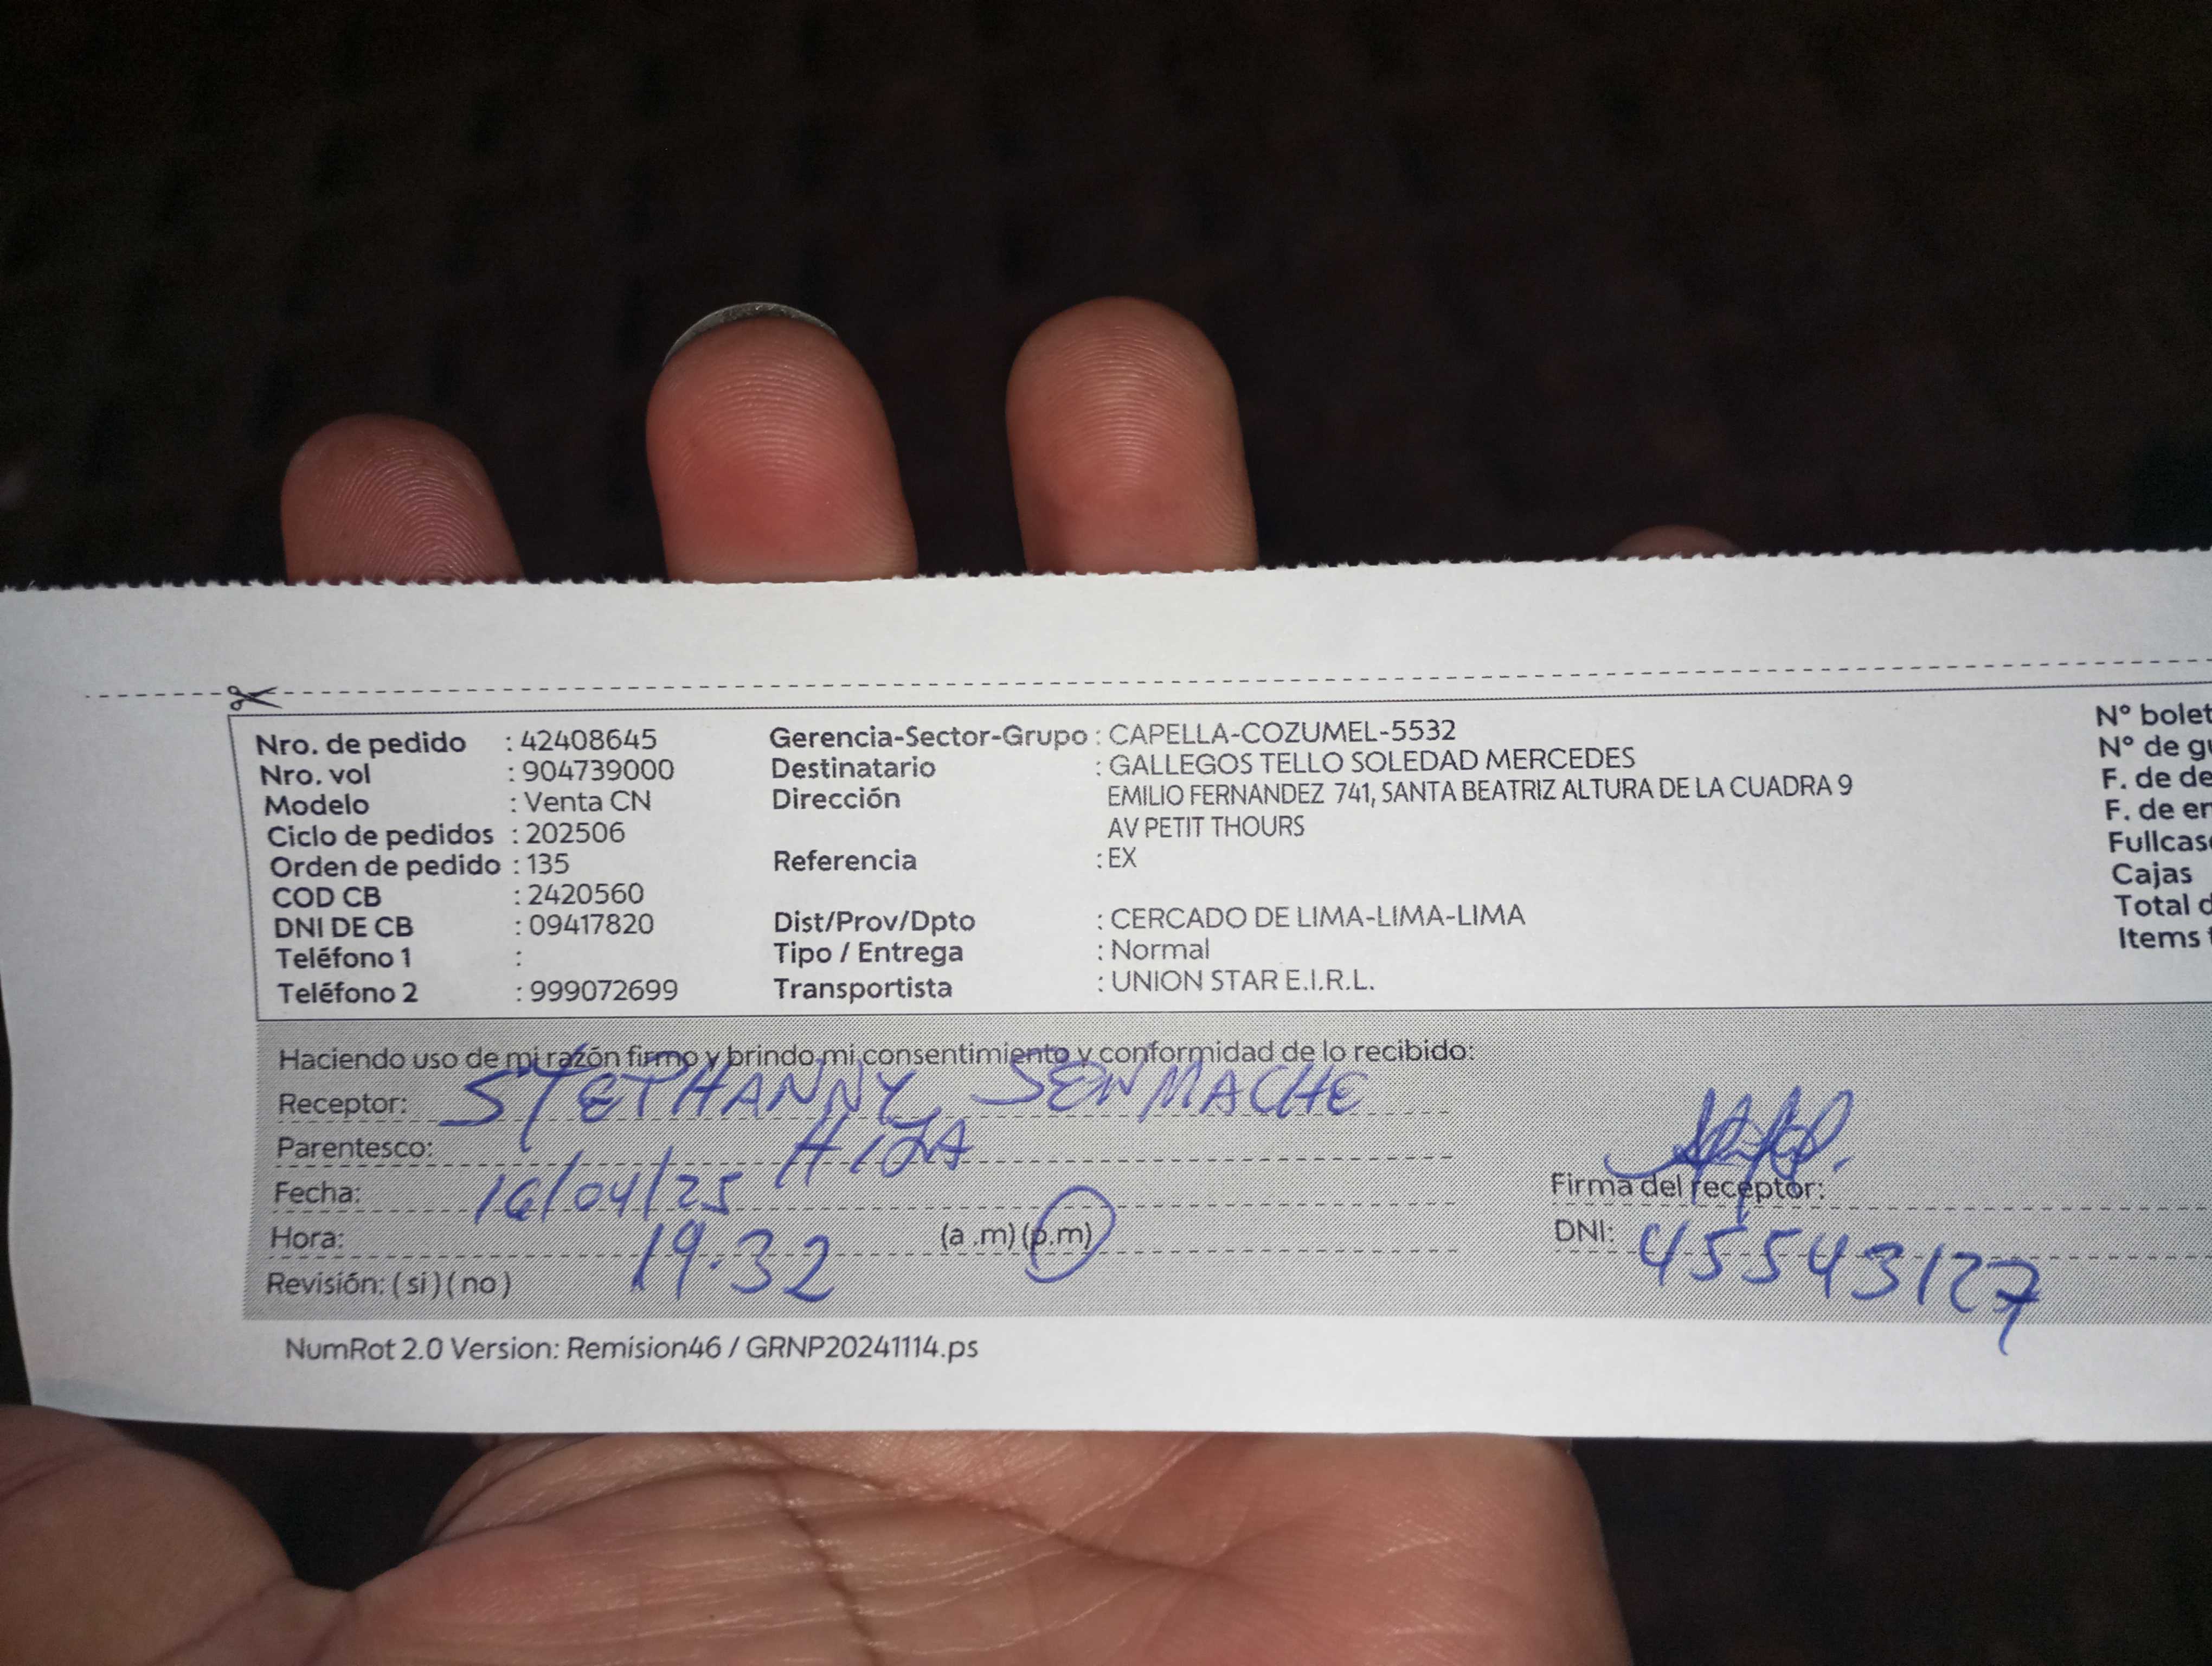 Nro. de pedido : 42408645 Gerencia-Sector-Grupo : CAPELLA-COZUMEL-5532 N° bolet
Nro. vol : 904739000 Destinatario : GALLEGOS TELLO SOLEDAD MERCEDES N° de gu
Modelo : Venta CN Dirección EMILIO FERNANDEZ 741, SANTA BEATRIZ ALTURA DE LA CUADRA 9 F. de de
Ciclo de pedidos : 202506 AV PETIT THOURS F. de en
Orden de pedido : 135 Referencia : EX Fullcas
COD CB : 2420560 Cajas
DNI DE CB : 09417820 Dist/Prov/Dpto : CERCADO DE LIMA-LIMA-LIMA Total d
Teléfono 1 : Tipo / Entrega : Normal Items
Teléfono 2 : 999072699 Transportista : UNION STAR E.I.R.L.
Haciendo uso de mi razón firmo y brindo mi consentimiento y conformidad de lo recibido:
Receptor: STEPHANNY SENMACHE
Parentesco: HIJA
Fecha: 16/04/25 Firma del receptor:
Hora: 19.32 (a.m)(p.m) DNI: 45543127
Revisión: (si)(no)
NumRot 2.0 Version: Remision46 / GRNP20241114.ps